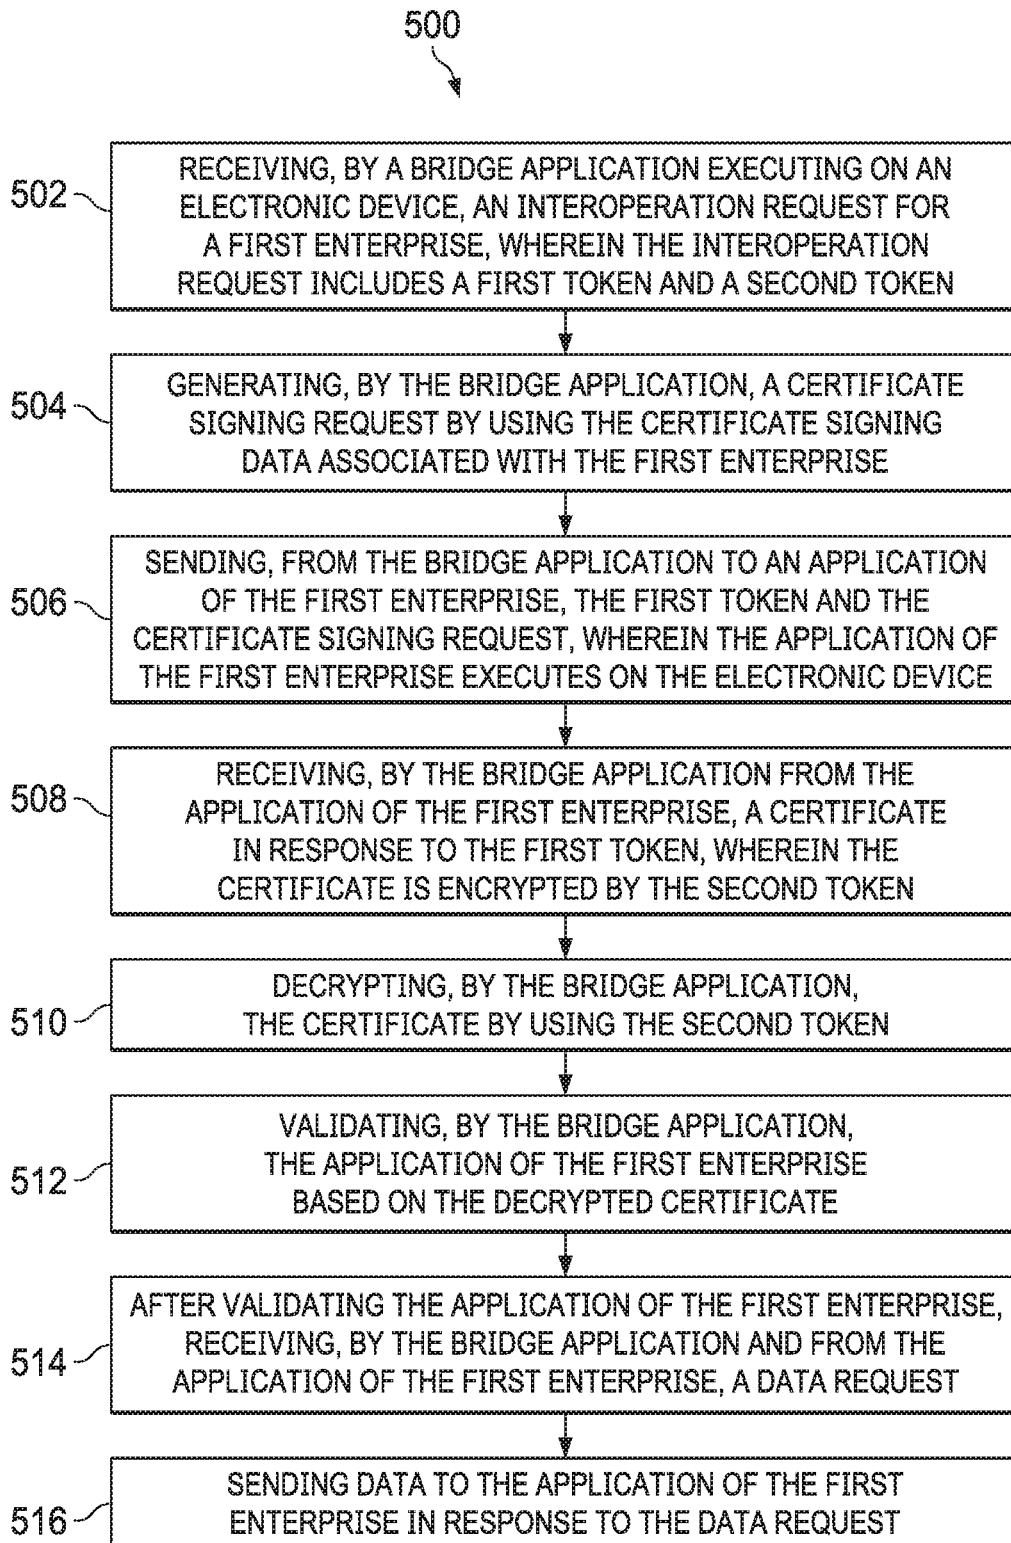 500
502
RECEIVING, BY A BRIDGE APPLICATION EXECUTING ON AN
ELECTRONIC DEVICE, AN INTEROPERATION REQUEST FOR
A FIRST ENTERPRISE, WHEREIN THE INTEROPERATION
REQUEST INCLUDES A FIRST TOKEN AND A SECOND TOKEN
504
GENERATING, BY THE BRIDGE APPLICATION, A CERTIFICATE
SIGNING REQUEST BY USING THE CERTIFICATE SIGNING
DATA ASSOCIATED WITH THE FIRST ENTERPRISE
506
SENDING, FROM THE BRIDGE APPLICATION TO AN APPLICATION
OF THE FIRST ENTERPRISE, THE FIRST TOKEN AND THE
CERTIFICATE SIGNING REQUEST, WHEREIN THE APPLICATION OF
THE FIRST ENTERPRISE EXECUTES ON THE ELECTRONIC DEVICE
508
RECEIVING, BY THE BRIDGE APPLICATION FROM THE
APPLICATION OF THE FIRST ENTERPRISE, A CERTIFICATE
IN RESPONSE TO THE FIRST TOKEN, WHEREIN THE
CERTIFICATE IS ENCRYPTED BY THE SECOND TOKEN
510
DECRYPTING, BY THE BRIDGE APPLICATION,
THE CERTIFICATE BY USING THE SECOND TOKEN
512
VALIDATING, BY THE BRIDGE APPLICATION,
THE APPLICATION OF THE FIRST ENTERPRISE
BASED ON THE DECRYPTED CERTIFICATE
514
AFTER VALIDATING THE APPLICATION OF THE FIRST ENTERPRISE,
RECEIVING, BY THE BRIDGE APPLICATION AND FROM THE
APPLICATION OF THE FIRST ENTERPRISE, A DATA REQUEST
516
SENDING DATA TO THE APPLICATION OF THE FIRST
ENTERPRISE IN RESPONSE TO THE DATA REQUEST